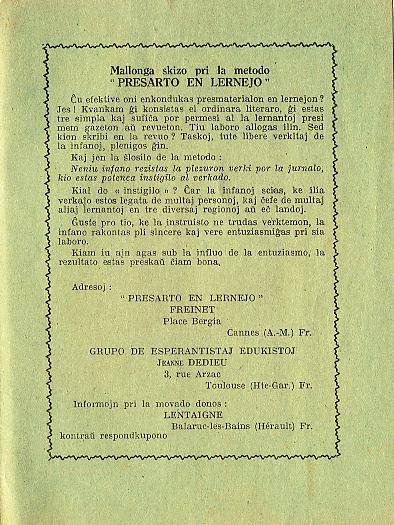 Mallonga skizo pri la metodo
" PRESARTO EN LERNEJO "
Ĉu efektive oni enkondukas presmaterialon en lernejon ?
Jes ! Kvankam ĝi konsistas el ordinara literaro, ĝi estas
tre simpla kaj sufiĉa por permesi al la lernantoj presi
mem gazeton aŭ revueton. Tiu laboro allogas ilin. Sed
kion skribi en la revuo ? Taskoj, tute libere verkitaj de
la infanoj, plenigos ĝin.
Kaj jen la ŝlosilo de la metodo :
Neniu infano rezistas la plezuron verki por la jurnalo,
kio estas potenca instigilo al verkado.
Kial do « instigilo » ? Ĉar la infanoj scias, ke ilia
verkaĵo estos legata de multaj personoj, kaj ĉefe de multaj
aliaj lernantoj en tre diversaj regionoj aŭ eĉ landoj.
Ĝuste pro tio, ke la instruisto ne trudas verktemon, la
infano rakontas pli sincere kaj vere entuziasmiĝas pri sia
laboro.
Kiam iu ajn agas sub la influo de la entuziasmo, la
rezultato estas preskaŭ ĉiam bona.
Adresoj :
" PRESARTO EN LERNEJO "
FREINET
Place Bergia
Cannes (A.-M.) Fr.
GRUPO DE ESPERANTISTAJ EDUKISTOJ
JEANNE DEDIEU
3, rue Arzac
Toulouse (Hte-Gar.) Fr.
Informojn pri la movado donos :
LENTAIGNE
Balaruc-les-Bains (Hérault) Fr.
kontraŭ respondkupono